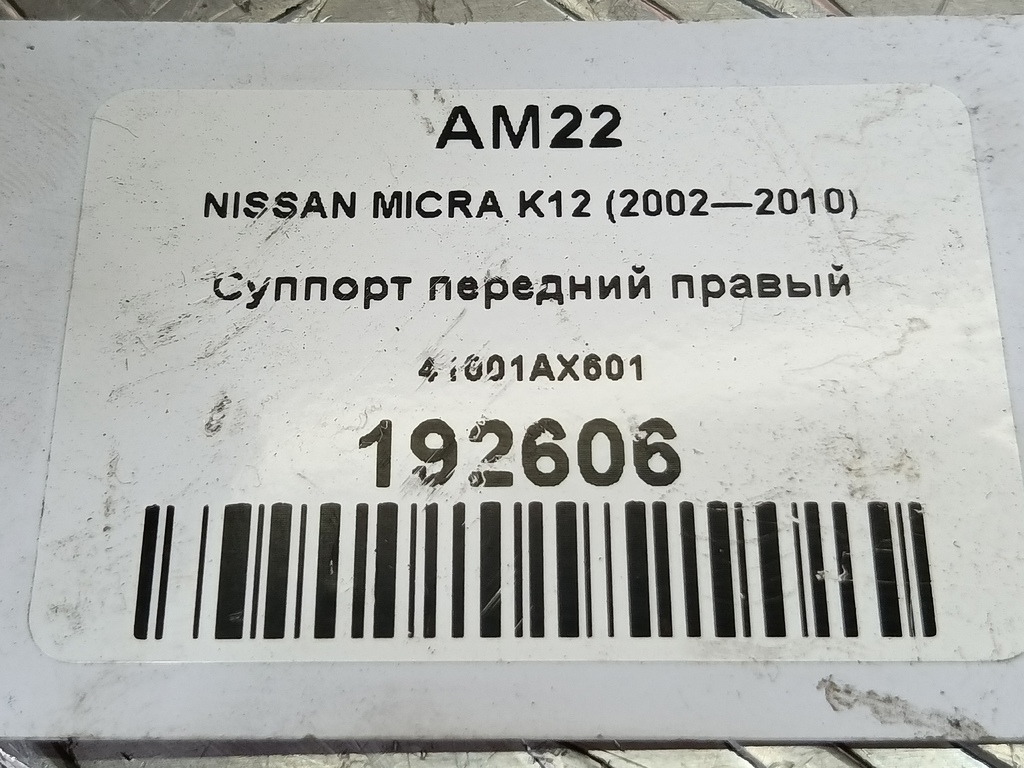 AM22
NISSAN MICRA K12 (2002—2010)
Суппорт передний правый
41001AX601
192606